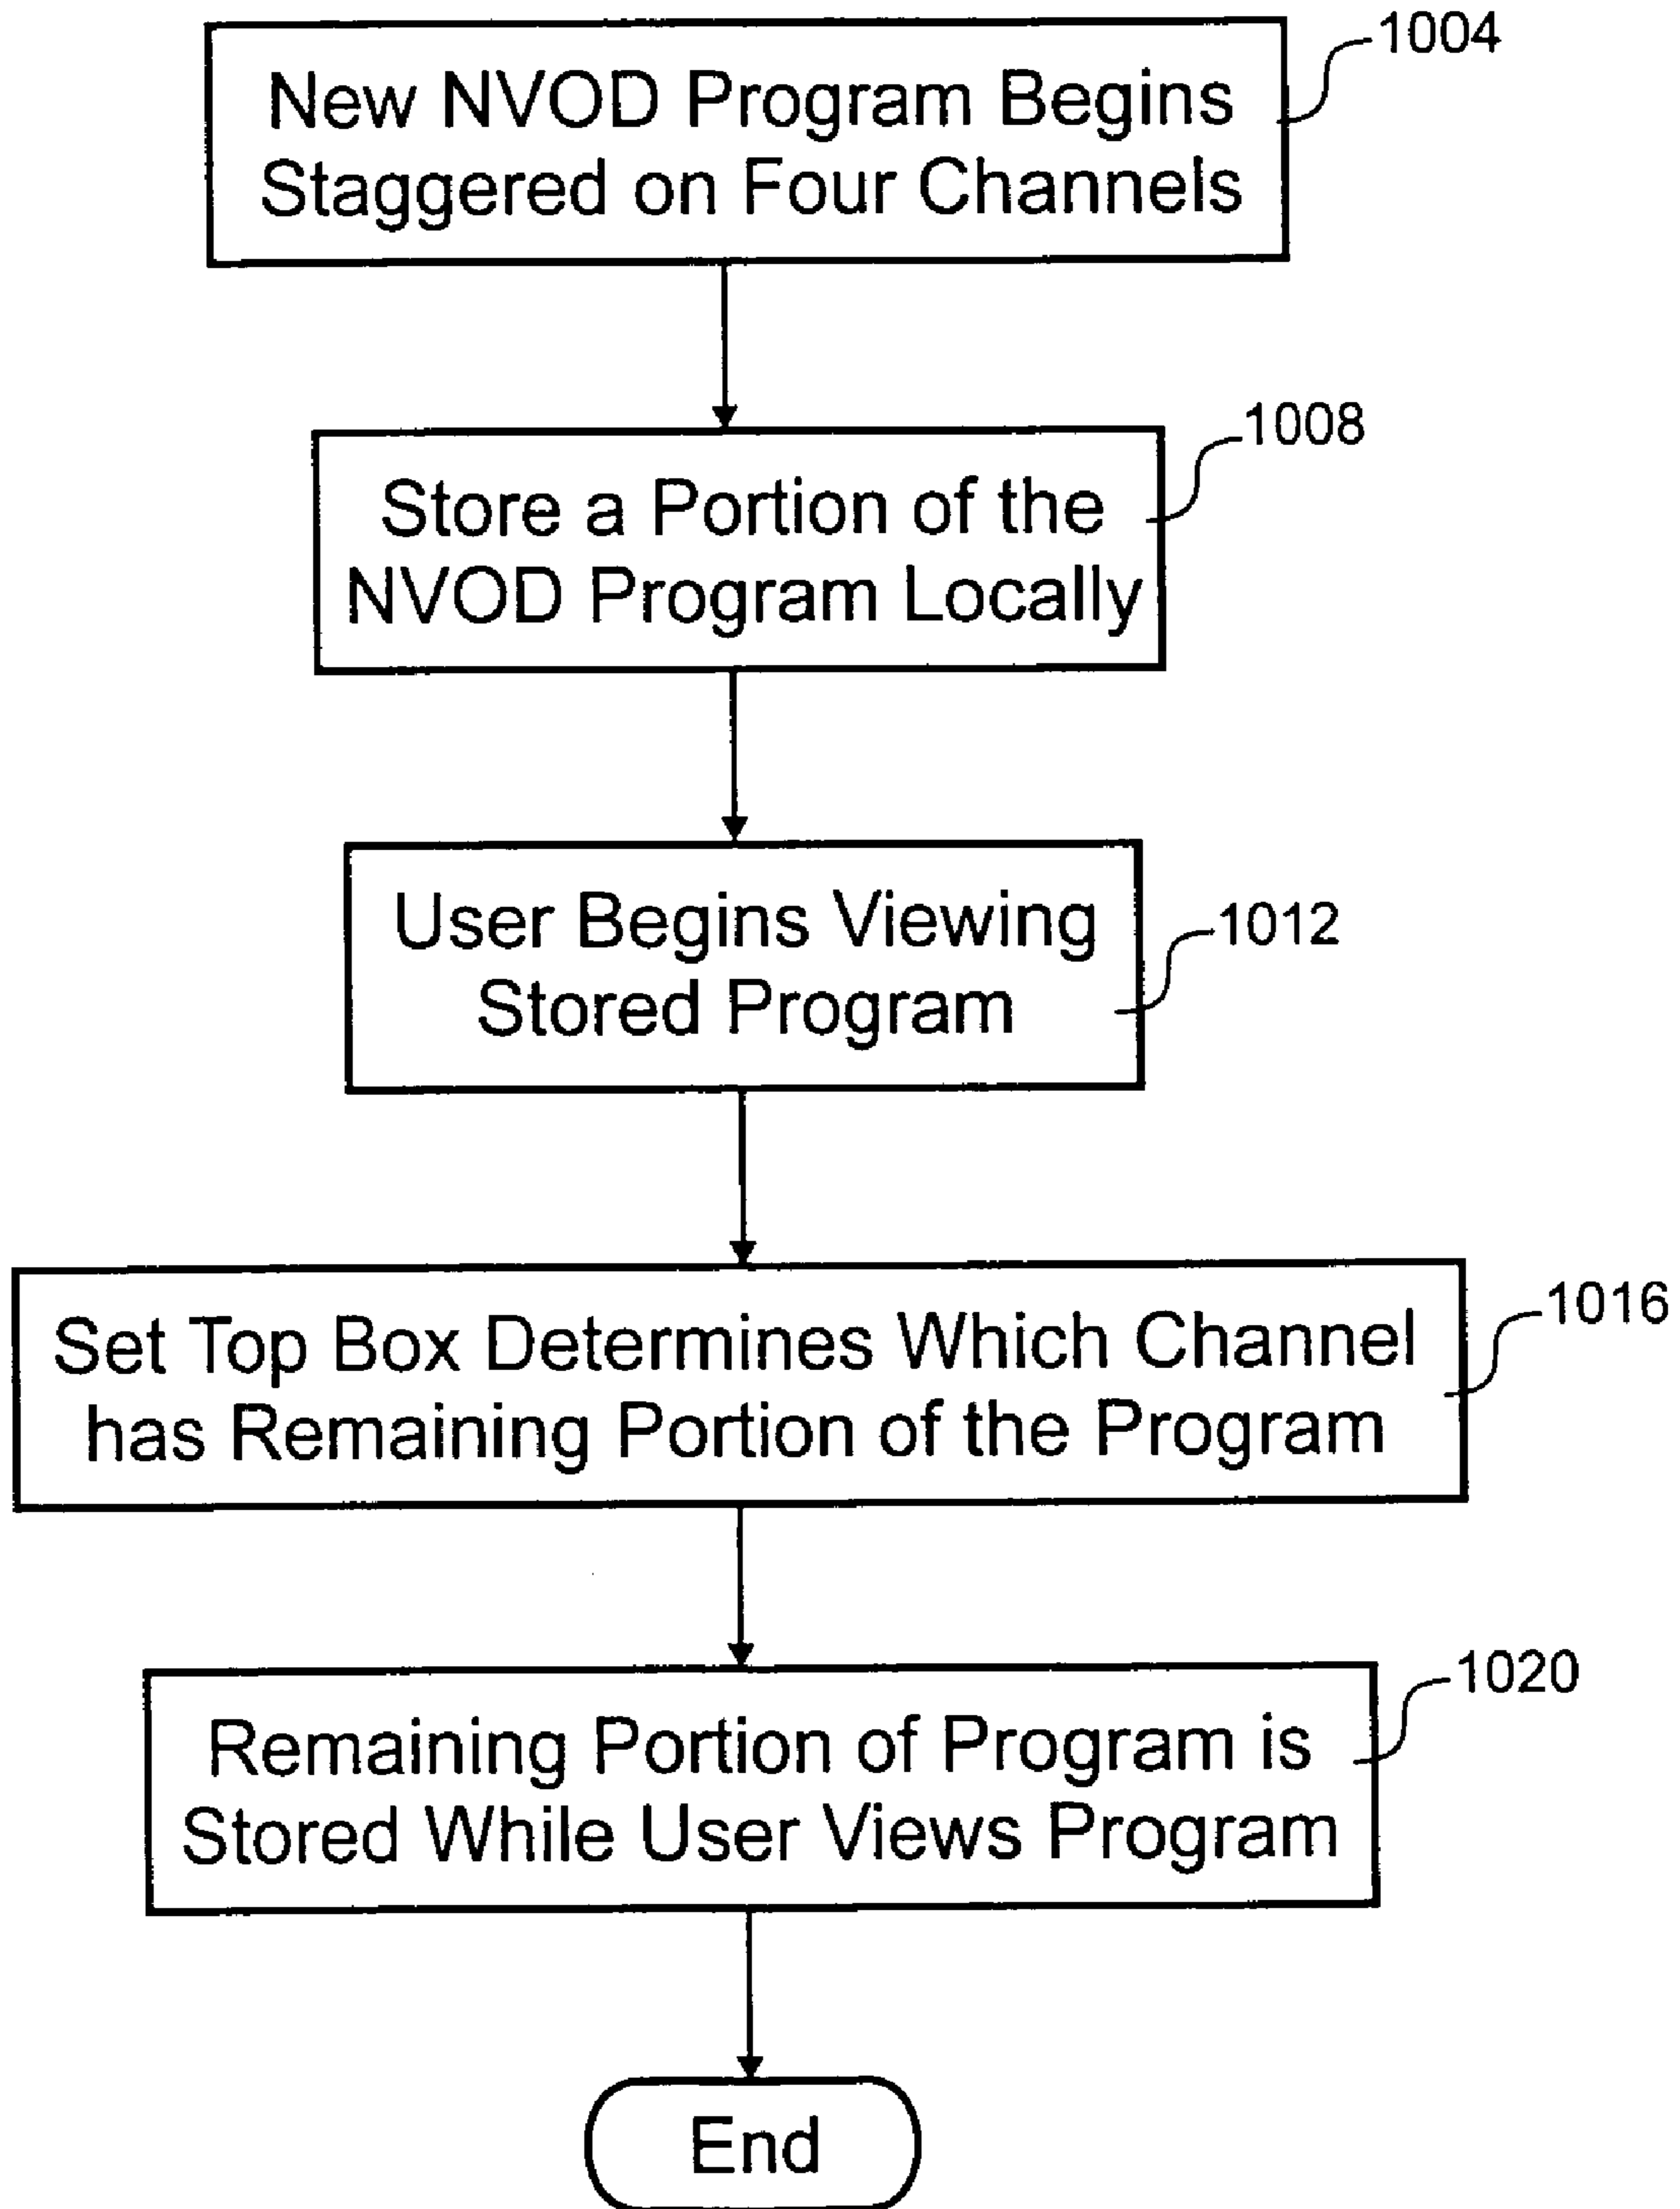 1004
New NVOD Program Begins
Staggered on Four Channels
1008
Store a Portion of the
NVOD Program Locally
1012
User Begins Viewing
Stored Program
1016
Set Top Box Determines Which Channel
has Remaining Portion of the Program
1020
Remaining Portion of Program is
Stored While User Views Program
End